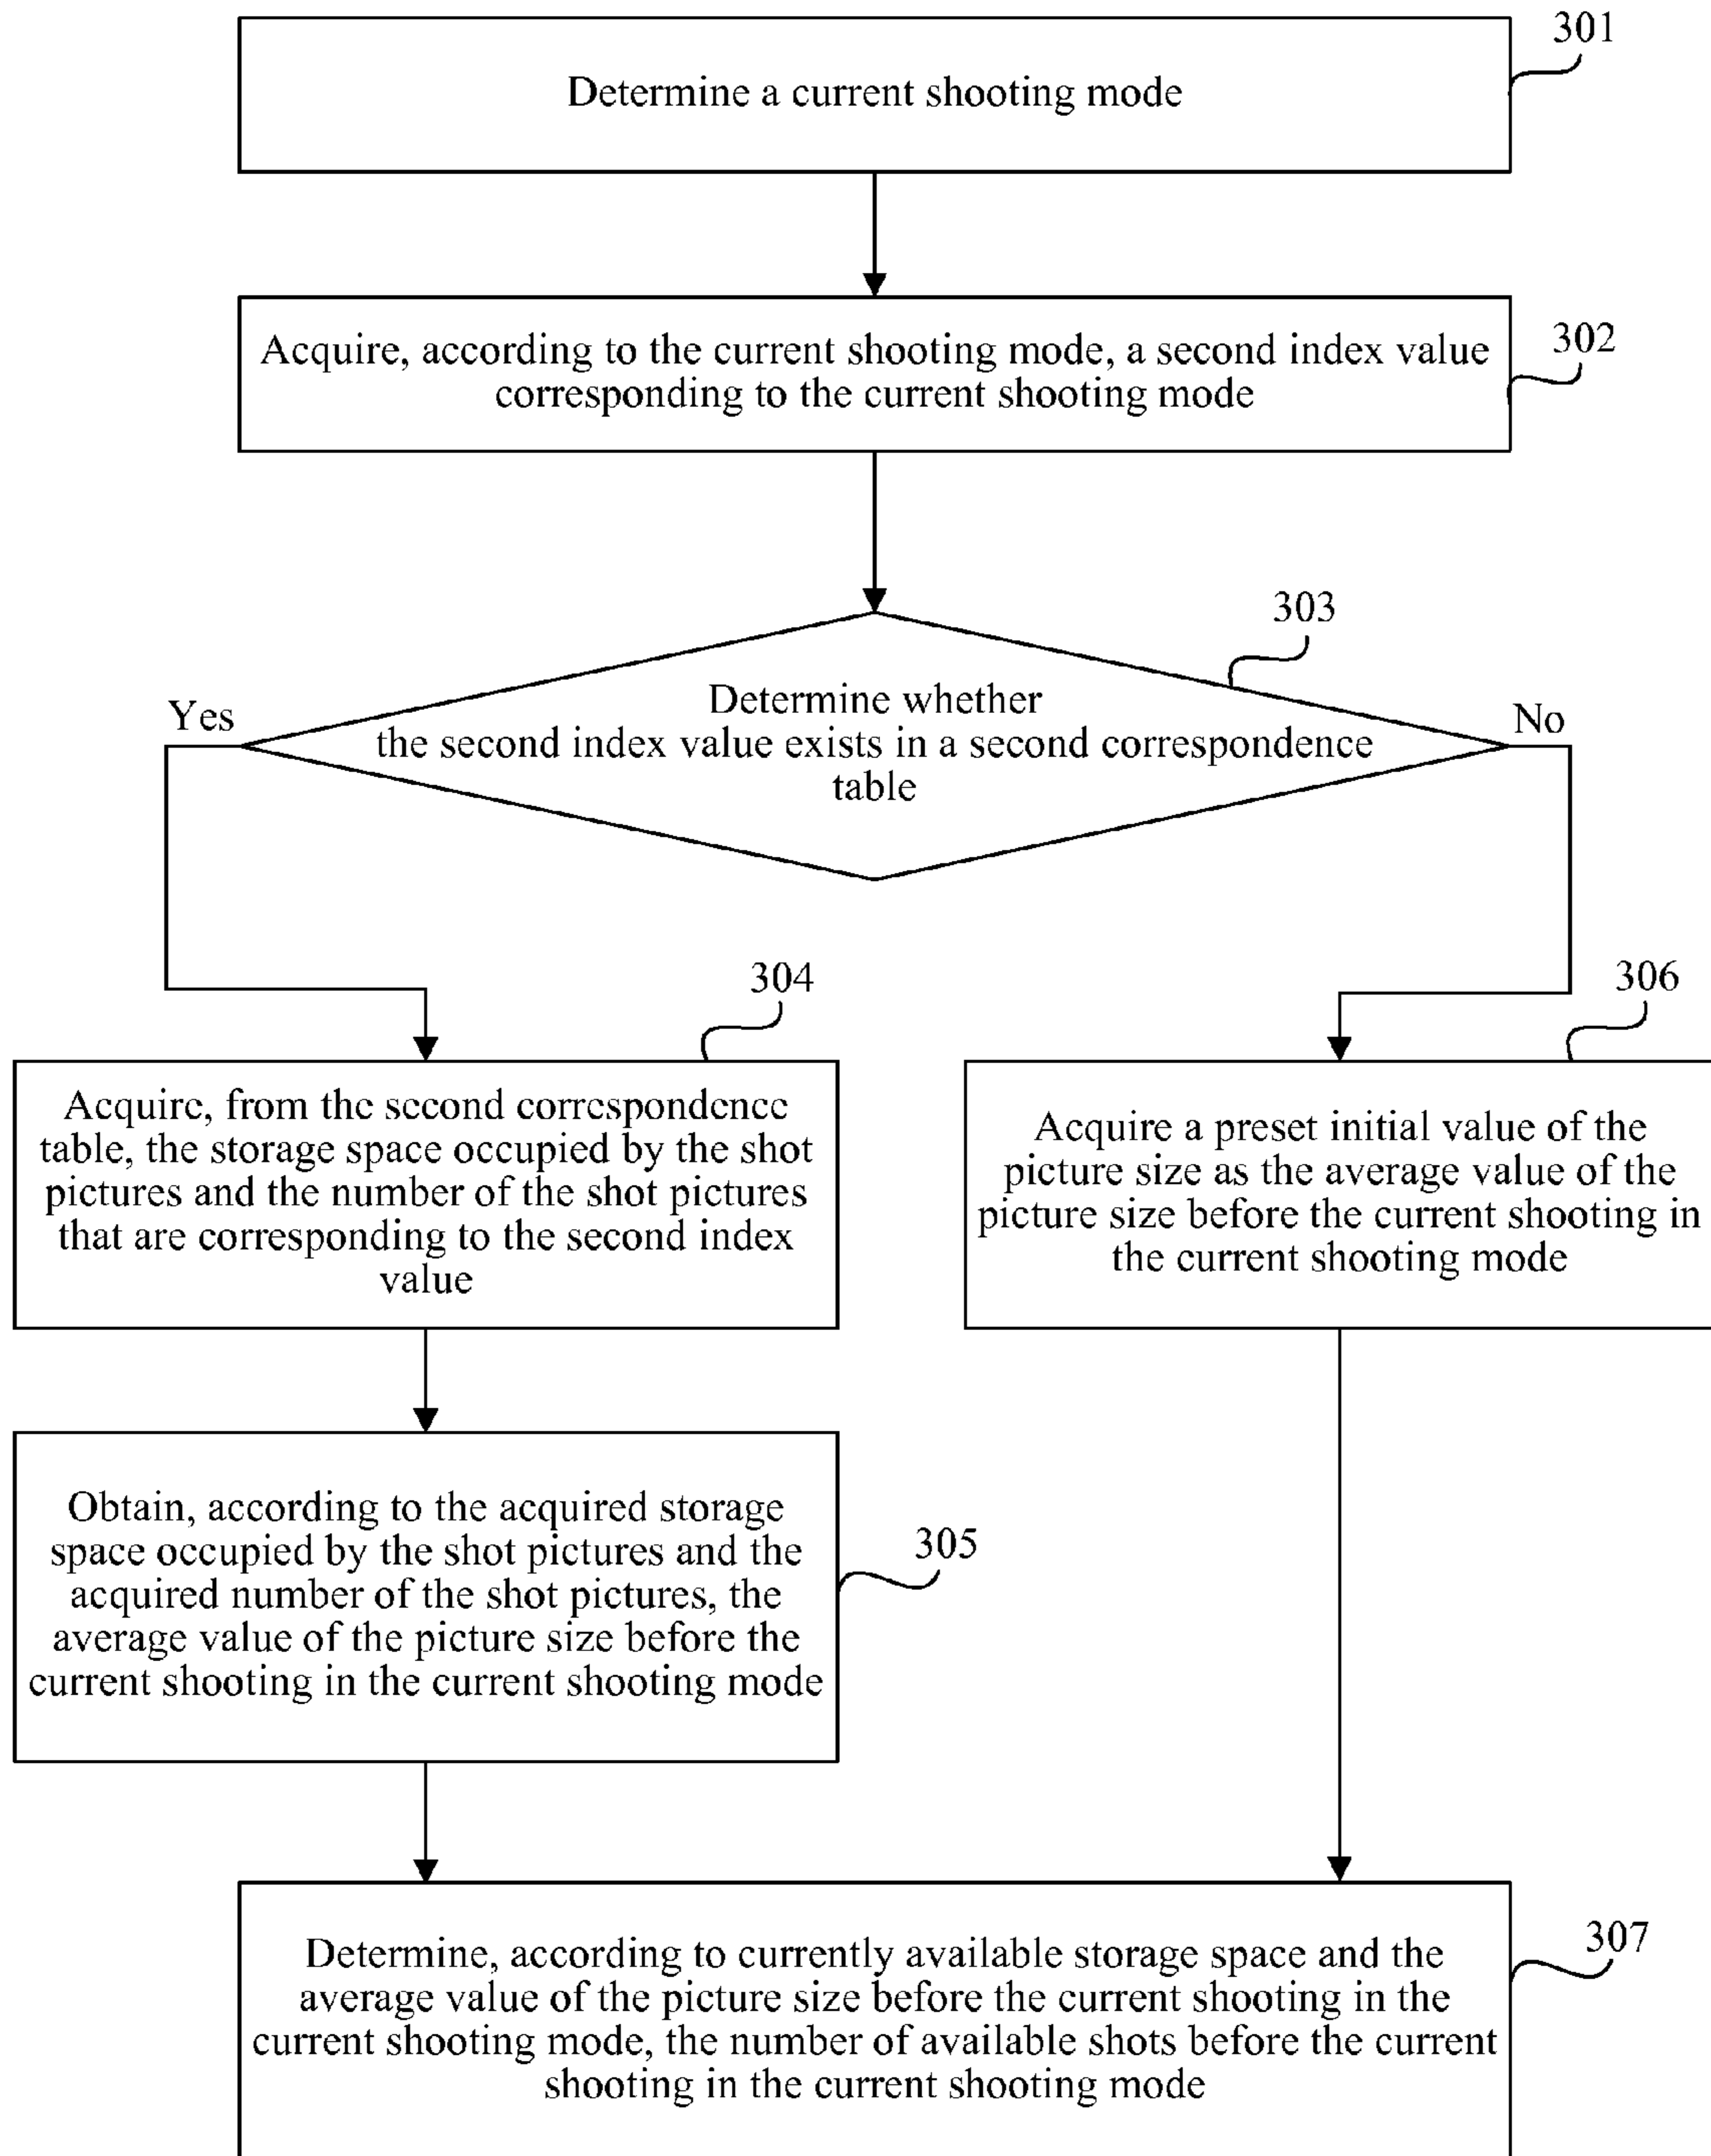 301
Determine a current shooting mode
302
Acquire, according to the current shooting mode, a second index value
corresponding to the current shooting mode
303
Yes
No
Determine whether
the second index value exists in a second correspondence
table
304
306
Acquire, from the second correspondence
table, the storage space occupied by the shot
pictures and the number of the shot pictures
that are corresponding to the second index
value
Acquire a preset initial value of the
picture size as the average value of the
picture size before the current shooting in
the current shooting mode
305
Obtain, according to the acquired storage
space occupied by the shot pictures and the
acquired number of the shot pictures, the
average value of the picture size before the
current shooting in the current shooting mode
307
Determine, according to currently available storage space and the
average value of the picture size before the current shooting in the
current shooting mode, the number of available shots before the current
shooting in the current shooting mode